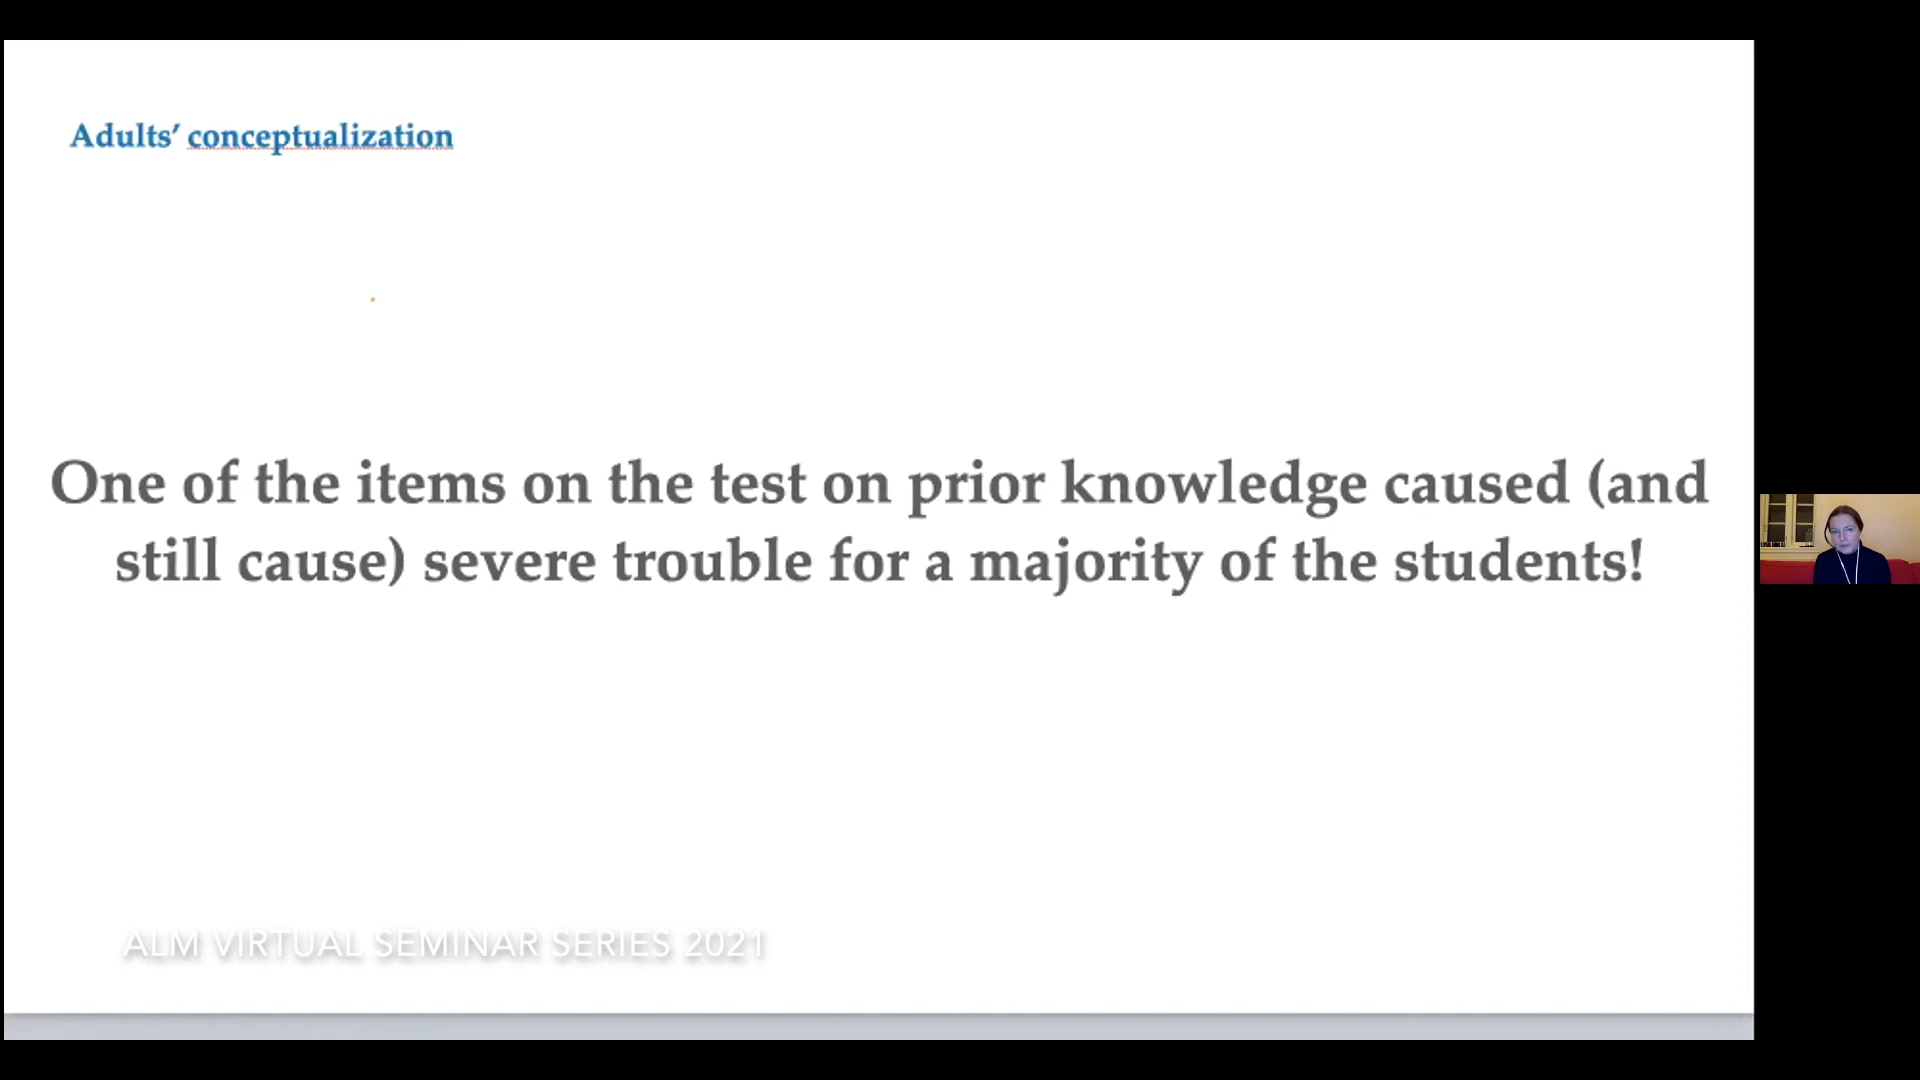 Adults’ conceptualization
One of the items on the test on prior knowledge caused (and
still cause) severe trouble for a majority of the students!
ALM VIRTUAL SEMINAR SERIES 2021